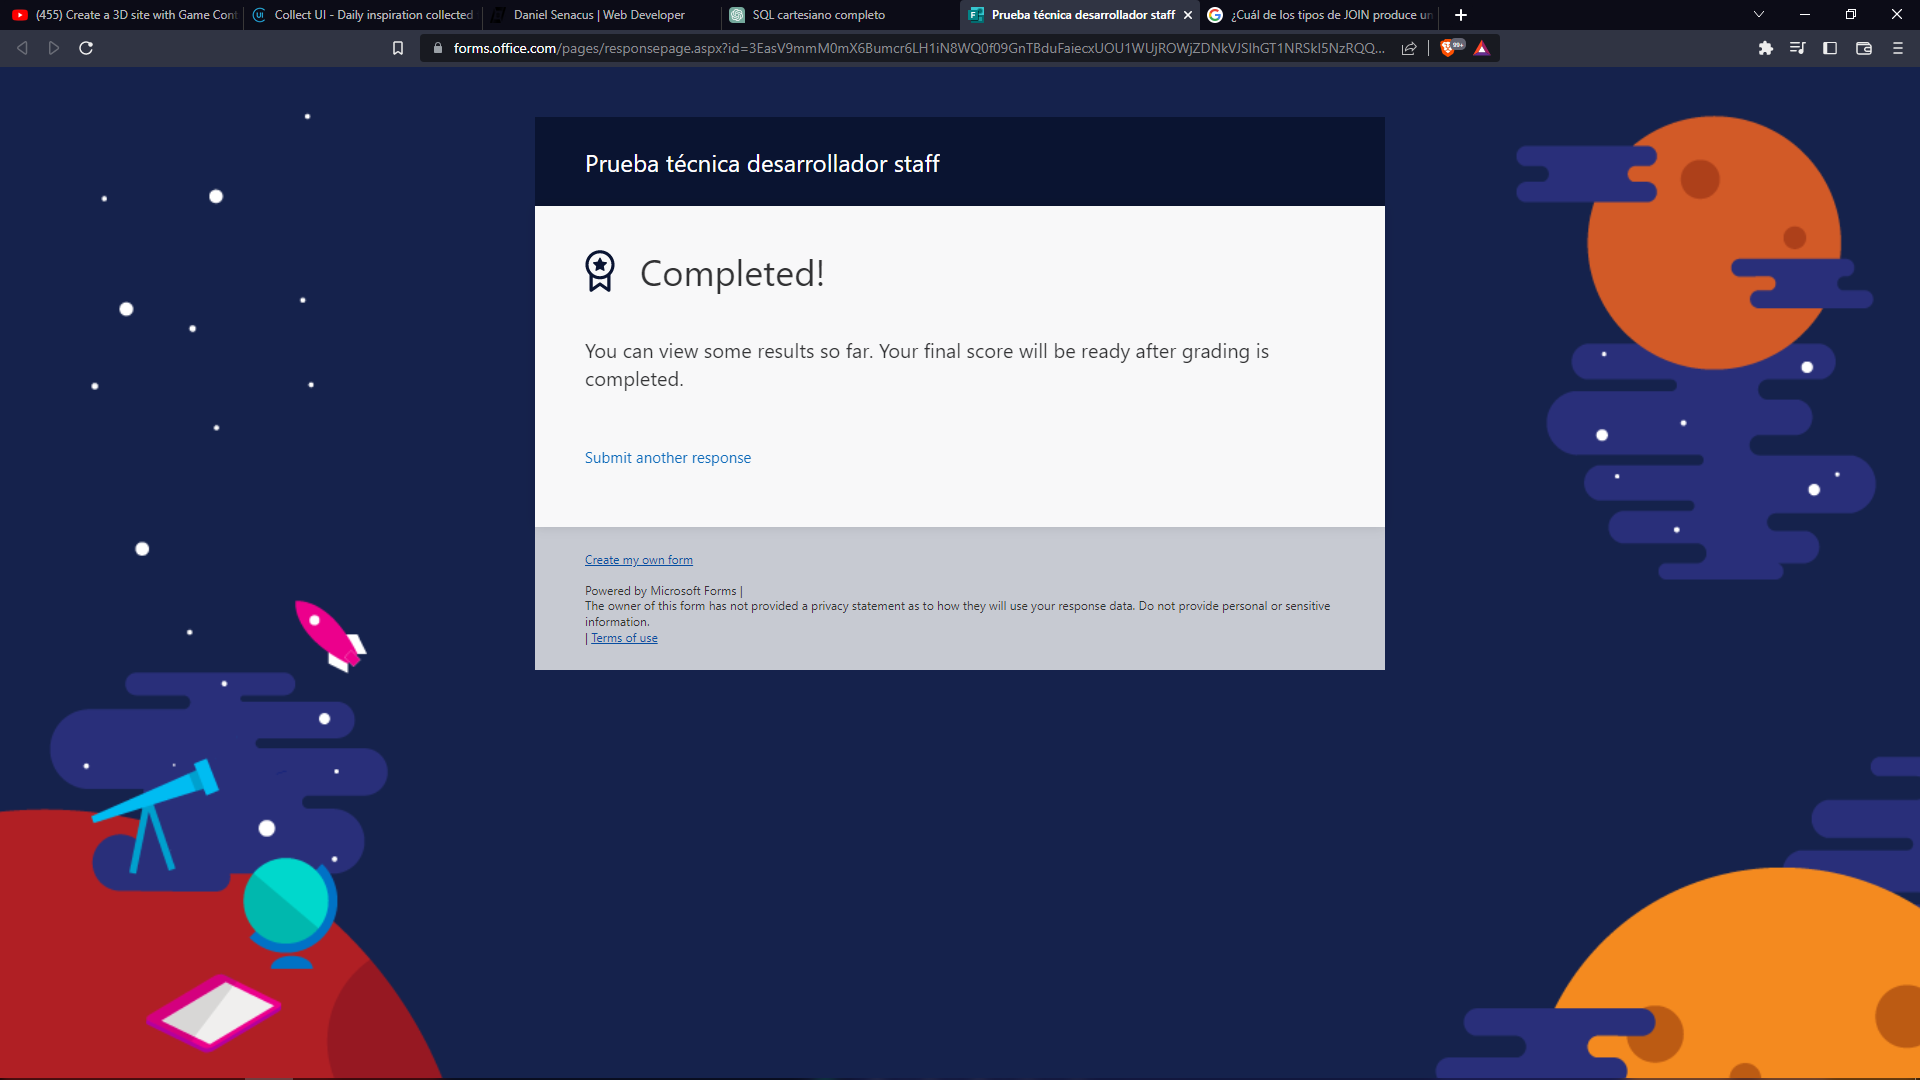 (455) Create a 3D site with Game Cont
Collect UI - Daily inspiration collected
Daniel Senacus | Web Developer
SQL cartesiano completo
Prueba técnica desarrollador staff
¿Cuál de los tipos de JOIN produce un
forms.office.com/pages/responsepage.aspx?id=3EasV9mmM0mX6Bumcr6LH1iN8WQ0f09GnTBduFaiecxUOU1WUjROWjZDNkVJSlhGT1NRSkI5NzRQQ...
99+
Prueba técnica desarrollador staff
Completed!
You can view some results so far. Your final score will be ready after grading is
completed.
Submit another response
Create my own form
Powered by Microsoft Forms |
The owner of this form has not provided a privacy statement as to how they will use your response data. Do not provide personal or sensitive
information.
| Terms of use